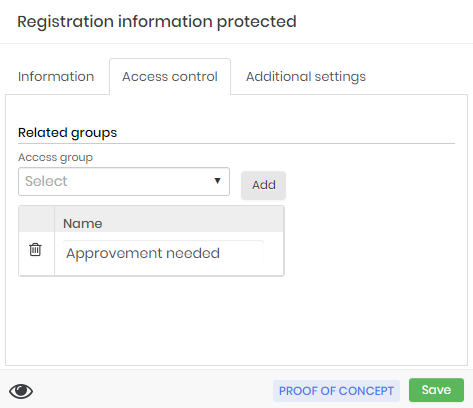 Registration information protected
Information Access control Additional settings
Related groups
Access group
Select
Add
Name
Approvement needed
PROOF OF CONCEPT Save